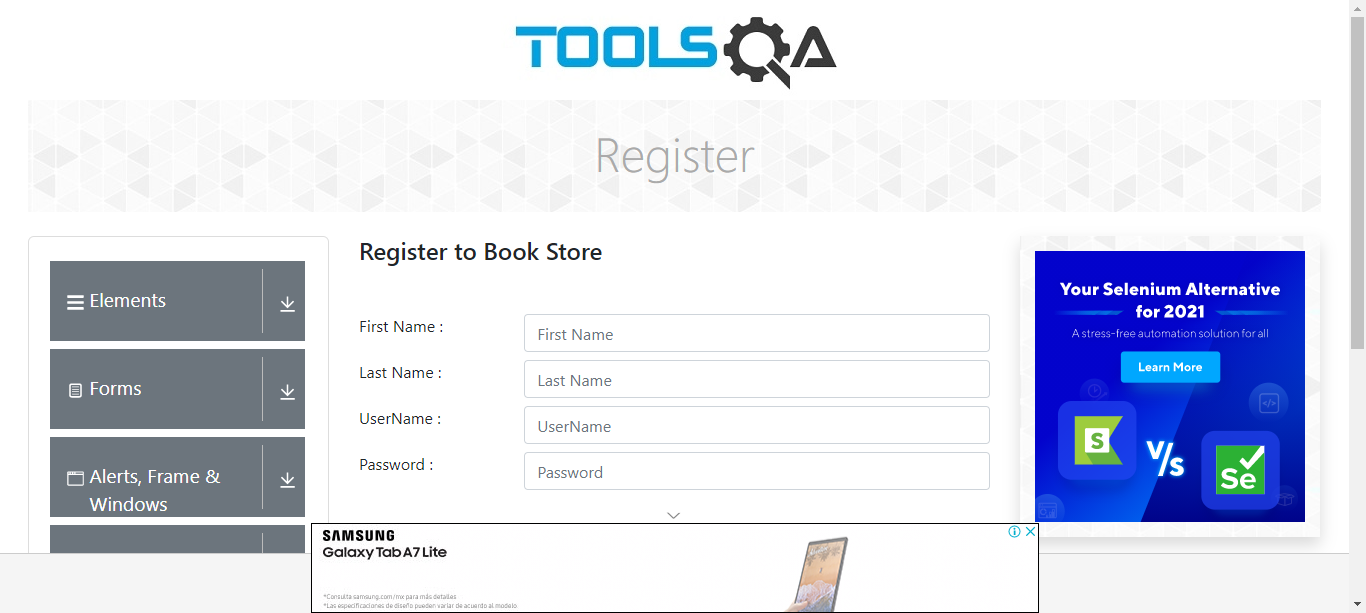 TOOLSQA
Register
Elements
Forms
Alerts, Frame &
Windows
Register to Book Store
First Name :
First Name
Last Name :
Last Name
UserName :
UserName
Password :
Password
Your Selenium Alternative
for 2021
A stress-free automation solution for all
Learn More
S
V/s
Se
SAMSUNG
Galaxy Tab A7 Lite
*Consulta samsung.com/mx para más detalles
*Las especificaciones de diseño pueden variar de acuerdo al modelo.